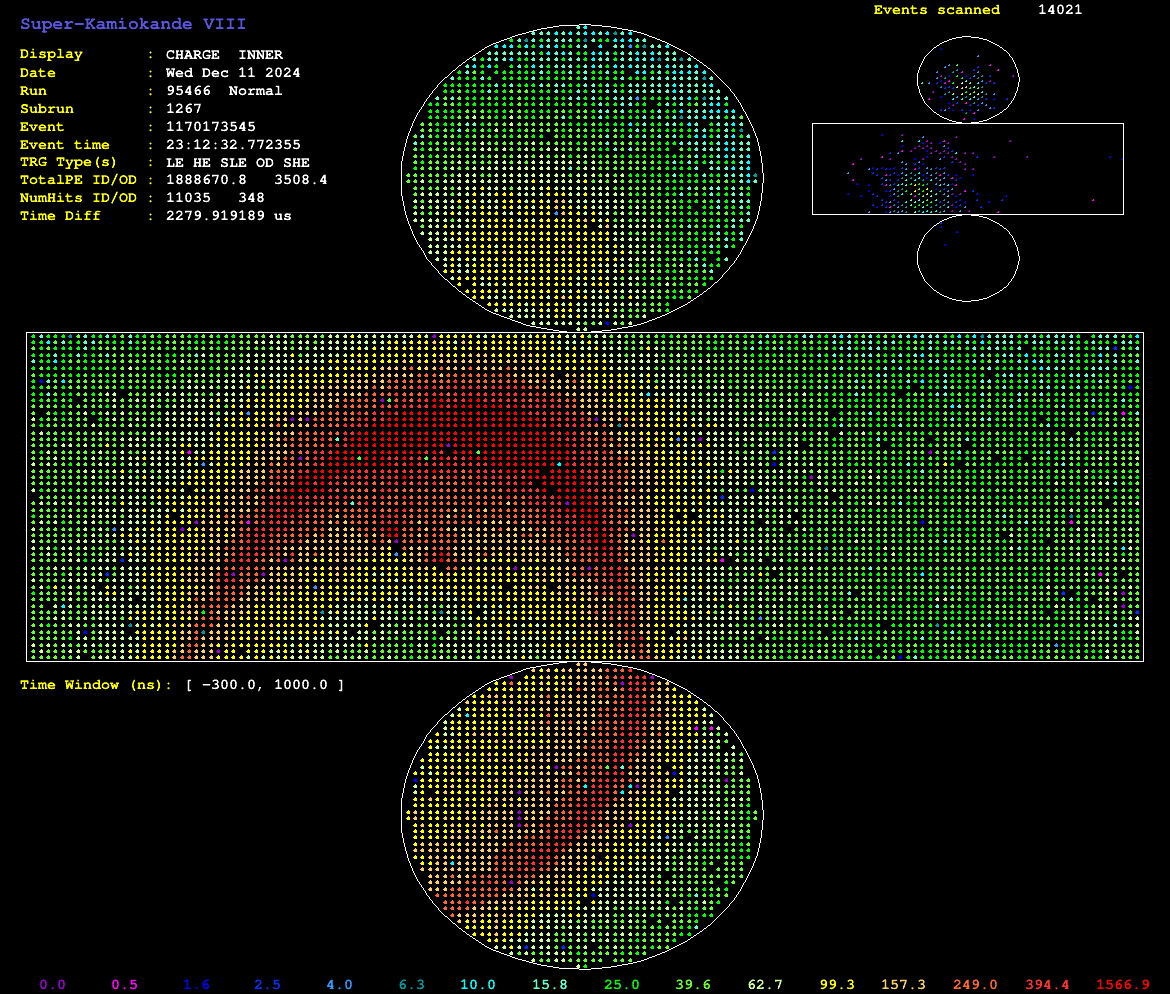 Super-Kamiokande VIII
Events scanned 14021
Display : CHARGE INNER
Date : Wed Dec 11 2024
Run : 95466 Normal
Subrun : 1267
Event : 1170173545
Event time : 23:12:32.772355
TRG Type(s) : LE HE SLE OD SHE
TotalPE ID/OD : 1888670.8 3508.4
NumHits ID/OD : 11035 348
Time Diff : 2279.919189 us
Time Window (ns): [ −300.0, 1000.0 ]
0.0 0.5 1.6 2.5 4.0 6.3 10.0 15.8 25.0 39.6 62.7 99.3 157.3 249.0 394.4 1566.9